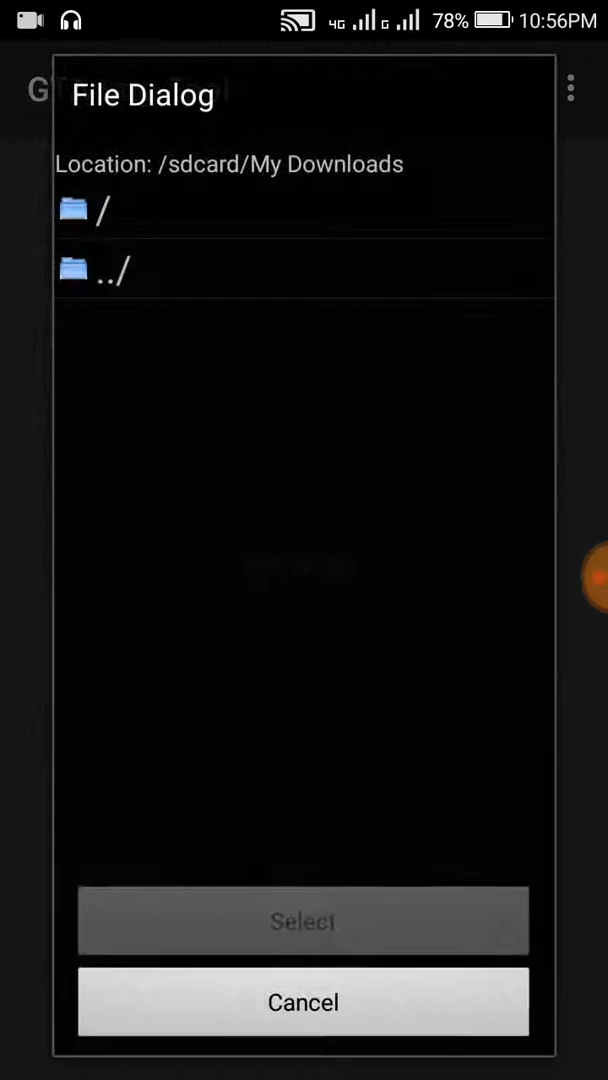 4G G 78% 10:56PM
File Dialog
Location: /sdcard/My Downloads
/
../
Select
Cancel